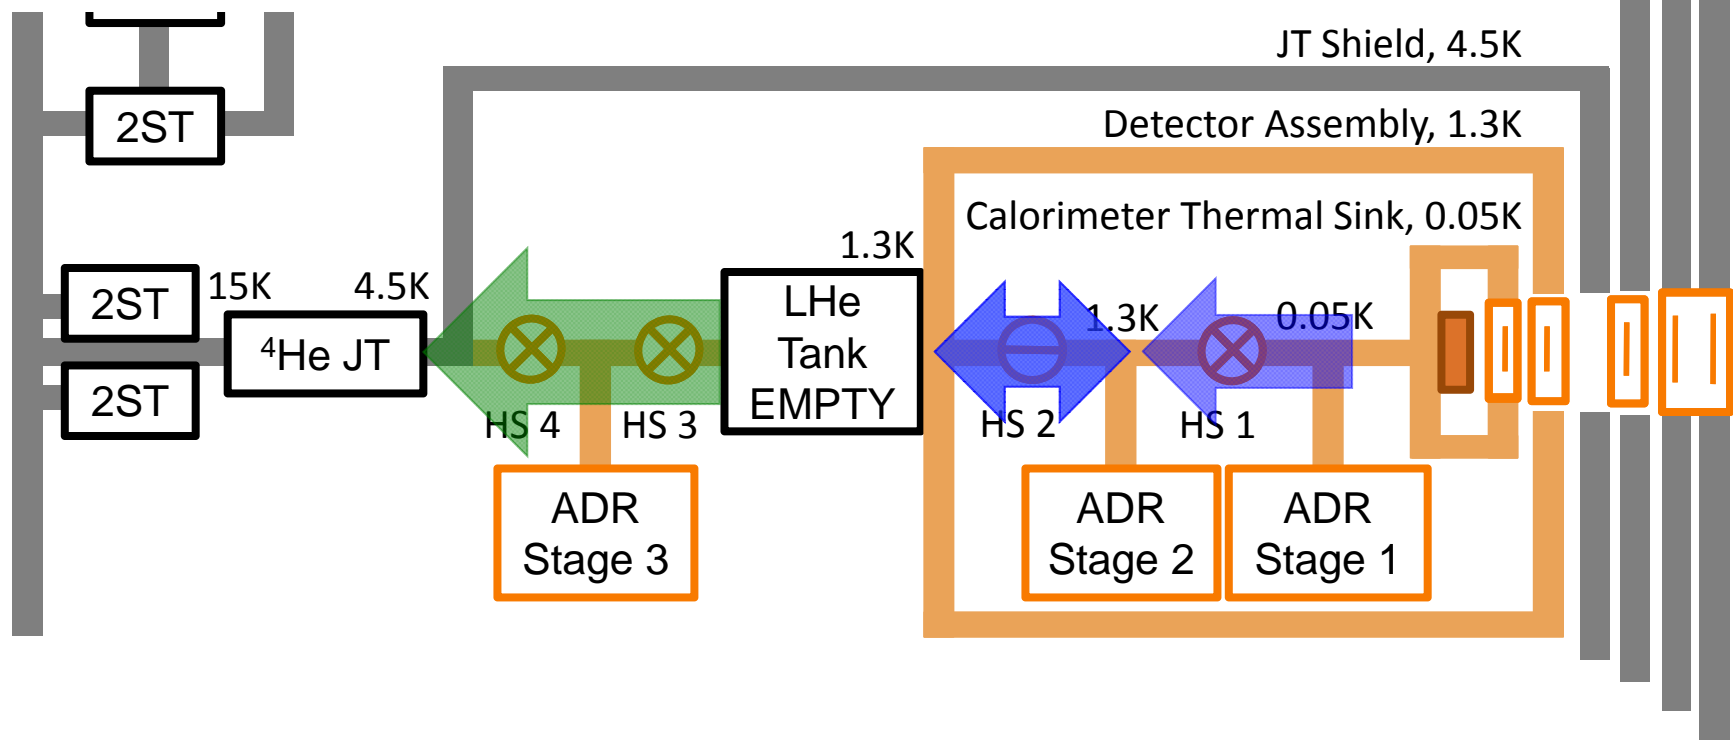 JT Shield, 4.5K
2ST
Detector Assembly, 1.3K
Calorimeter Thermal Sink, 0.05K
1.3K
2ST
15K
4.5K
LHe
Tank
EMPTY
1.3K
0.05K
⁴He JT
2ST
HS 4
HS 3
HS 2
HS 1
ADR
Stage 3
ADR
Stage 2
ADR
Stage 1